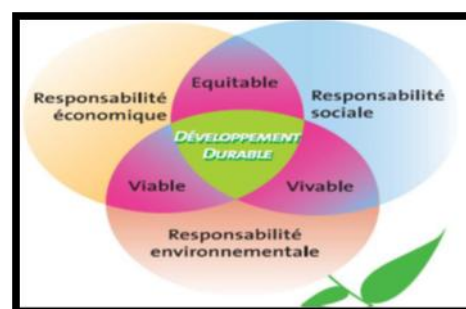 Equitable
Responsabilité
économique
Responsabilité
sociale
DÉVELOPPEMENT
DURABLE
Viable
Vivable
Responsabilité
environnementale